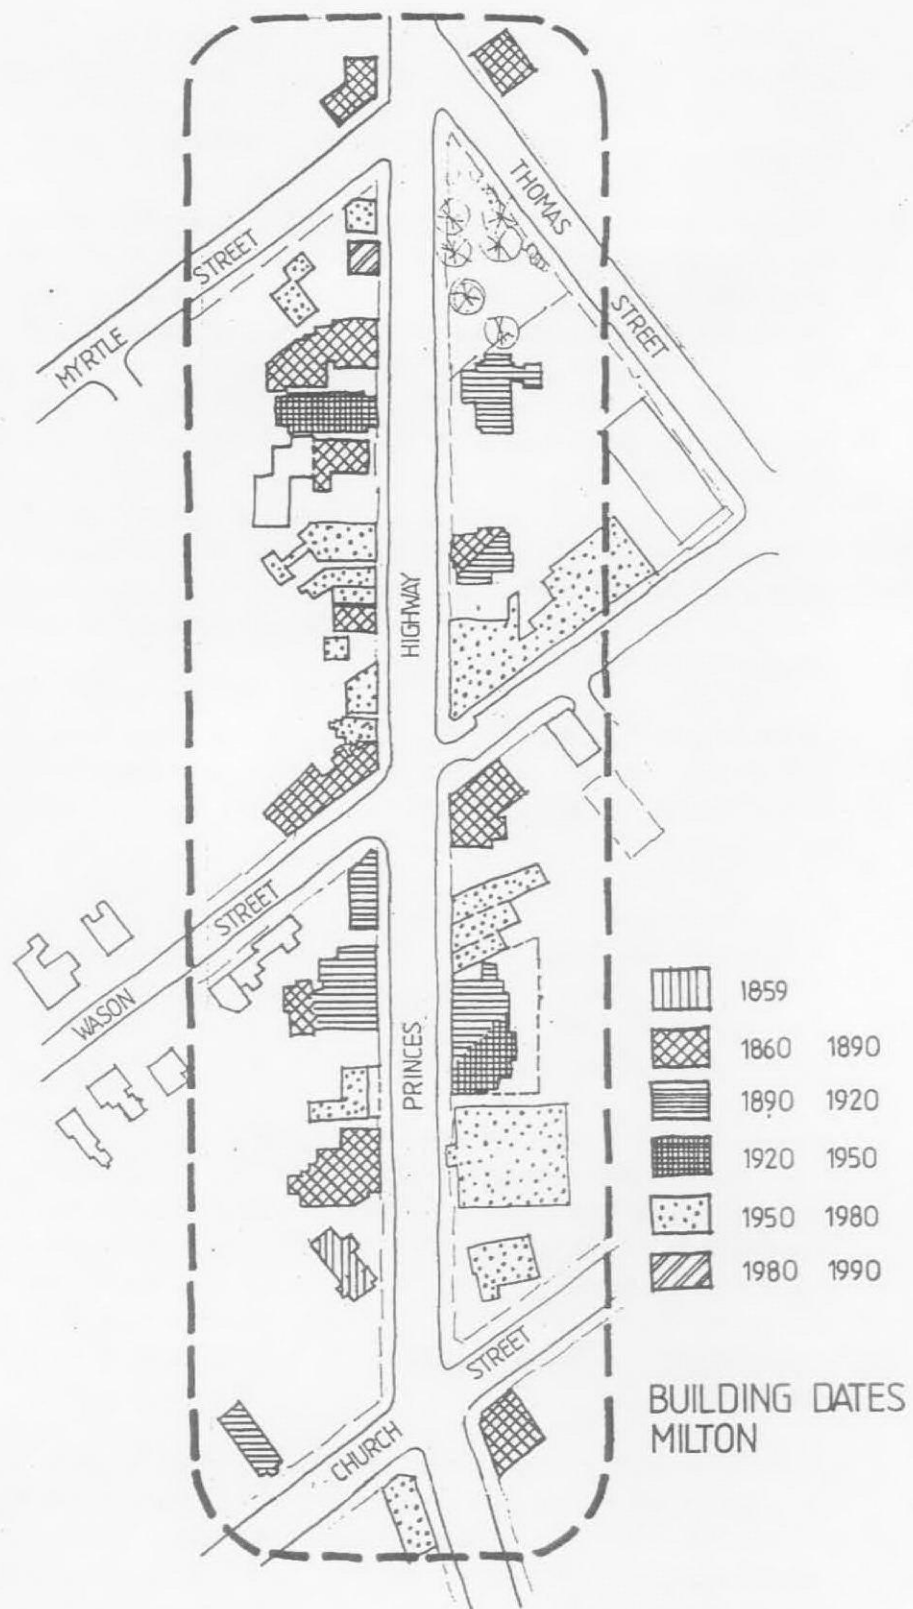 THOMAS
STREET
MYRTLE
STREET
HIGHWAY
WASON
STREET
PRINCES
1859
1860 1890
1890 1920
1920 1950
1950 1980
1980 1990
CHURCH
STREET
BUILDING DATES
MILTON